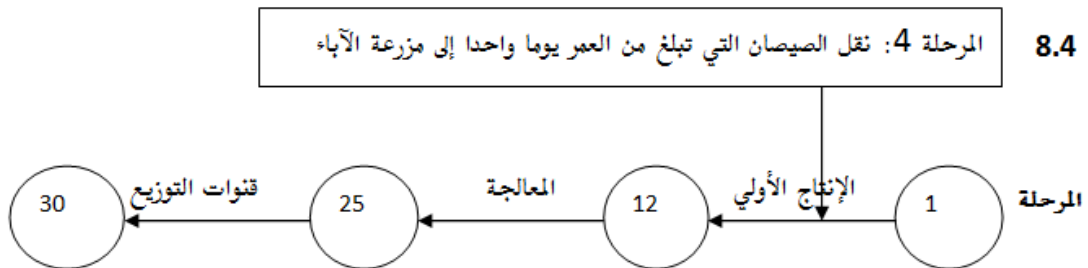 8.4 المرحلة 4: نقل الصيصان التي تبلغ من العمر يوما واحدا إلى مزرعة الآباء
المرحلة 1 الإنتاج الأولي 12 المعالجة 25 قنوات التوزيع 30